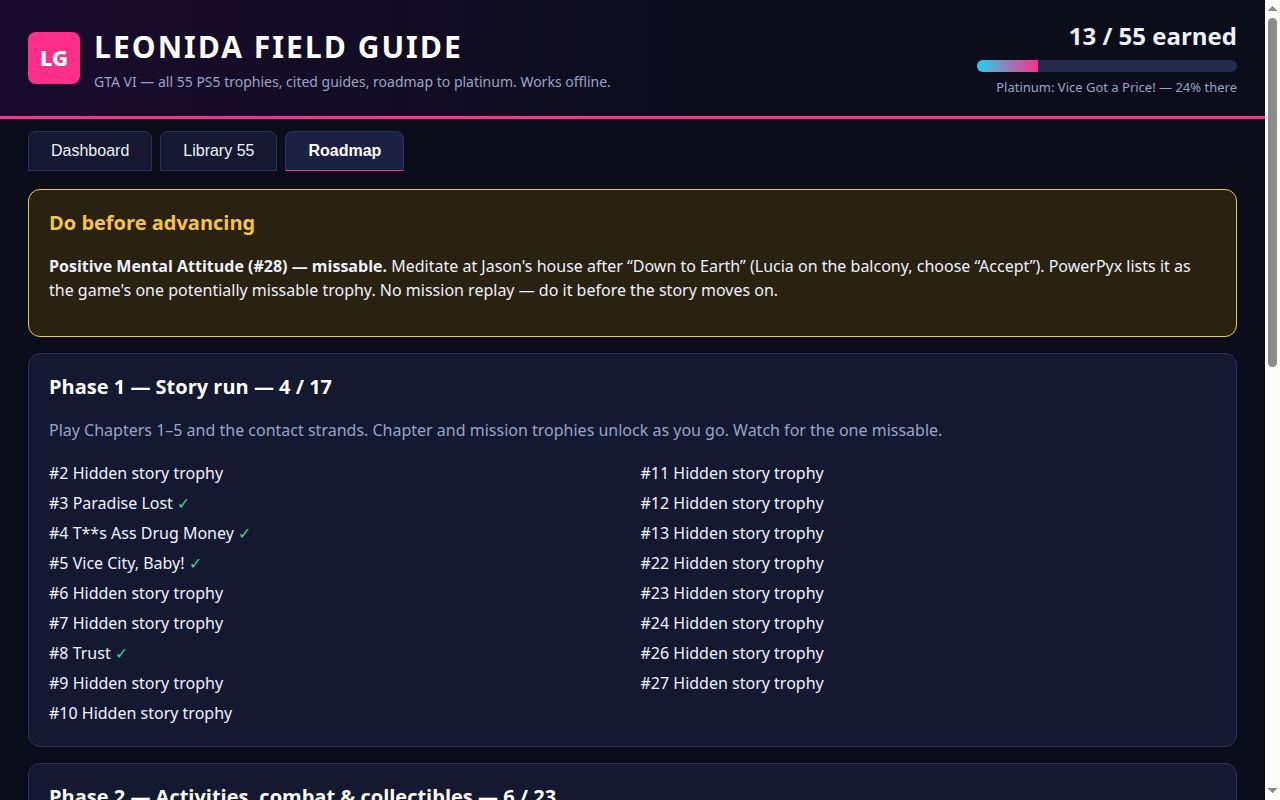 LG
LEONIDA FIELD GUIDE
GTA VI — all 55 PS5 trophies, cited guides, roadmap to platinum. Works offline.
13 / 55 earned
Platinum: Vice Got a Price! — 24% there
Dashboard
Library 55
Roadmap
Do before advancing
Positive Mental Attitude (#28) — missable. Meditate at Jason's house after “Down to Earth” (Lucia on the balcony, choose “Accept”). PowerPyx lists it as
the game's one potentially missable trophy. No mission replay — do it before the story moves on.
Phase 1 — Story run — 4 / 17
Play Chapters 1–5 and the contact strands. Chapter and mission trophies unlock as you go. Watch for the one missable.
#2 Hidden story trophy
#3 Paradise Lost ✓
#4 T**s Ass Drug Money ✓
#5 Vice City, Baby! ✓
#6 Hidden story trophy
#7 Hidden story trophy
#8 Trust ✓
#9 Hidden story trophy
#10 Hidden story trophy
#11 Hidden story trophy
#12 Hidden story trophy
#13 Hidden story trophy
#22 Hidden story trophy
#23 Hidden story trophy
#24 Hidden story trophy
#26 Hidden story trophy
#27 Hidden story trophy
Phase 2 — Activities, combat & collectibles — 6 / 23